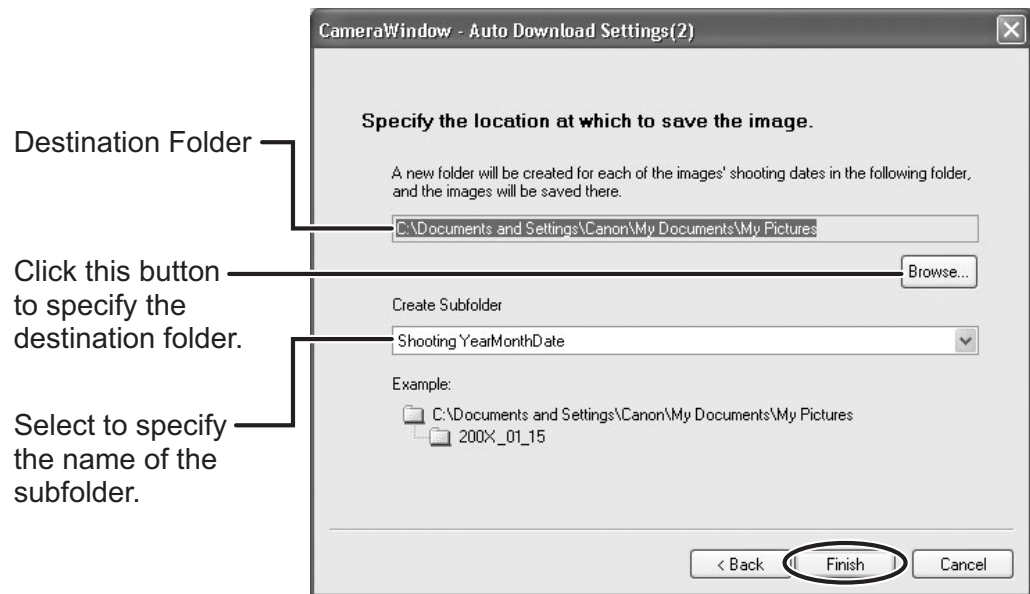 CameraWindow - Auto Download Settings(2)
Specify the location at which to save the image.
Destination Folder
A new folder will be created for each of the images' shooting dates in the following folder,
and the images will be saved there.
C:\Documents and Settings\Canon\My Documents\My Pictures
Click this button
to specify the
destination folder.
Browse...
Create Subfolder
Shooting YearMonthDate
Example:
C:\Documents and Settings\Canon\My Documents\My Pictures
200X_01_15
Select to specify
the name of the
subfolder.
< Back
Finish
Cancel